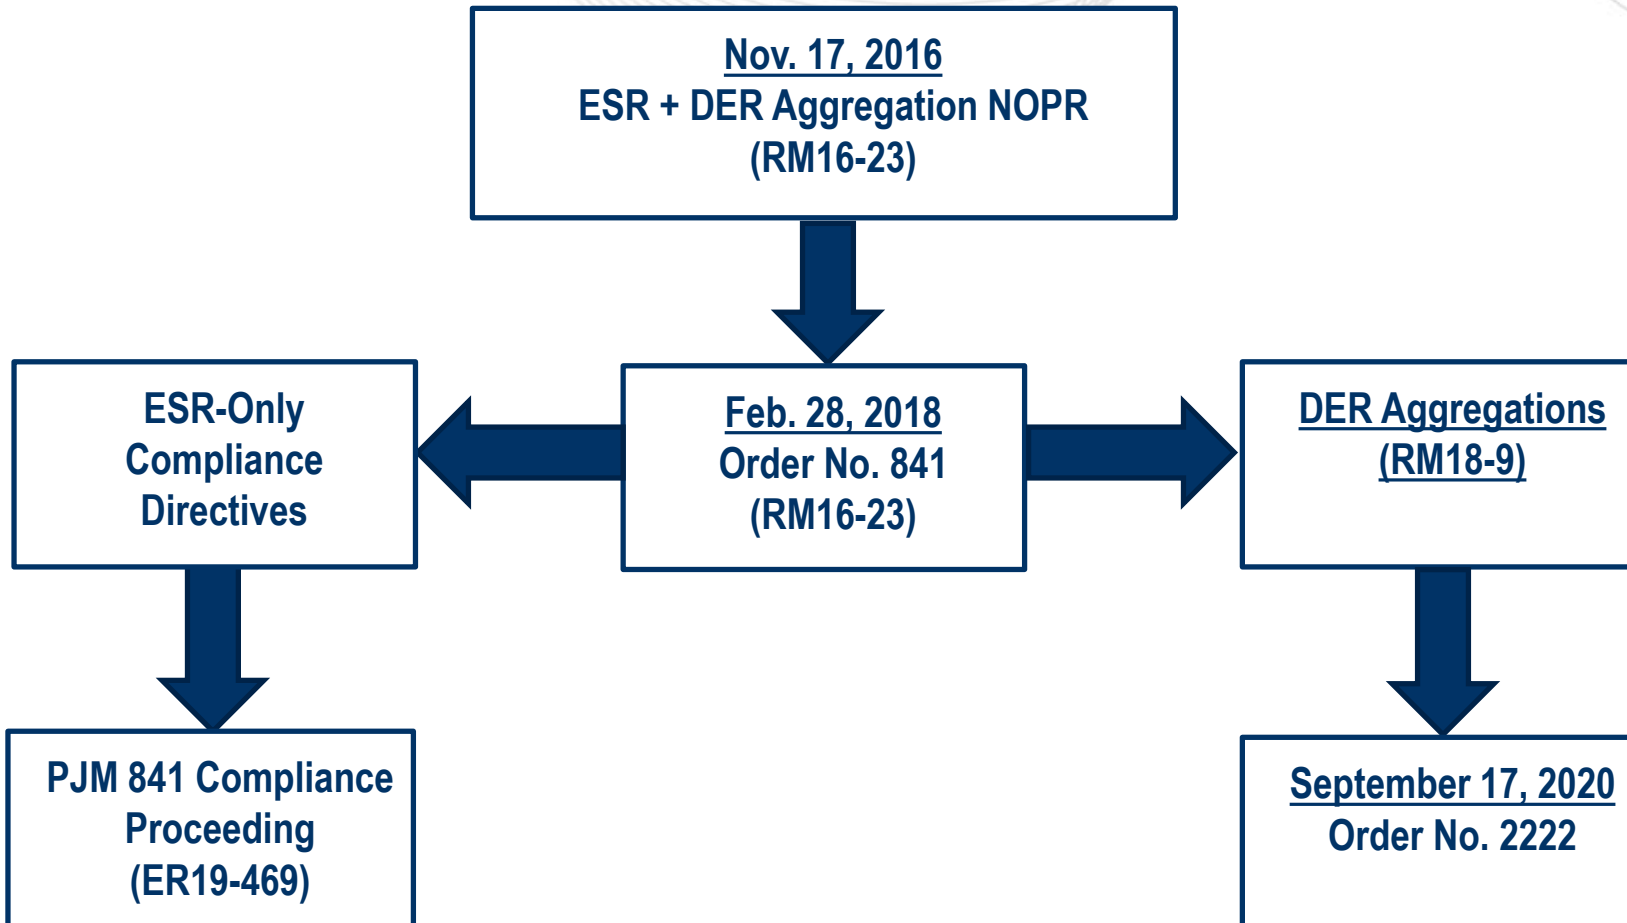 Nov. 17, 2016
ESR + DER Aggregation NOPR
(RM16-23)
ESR-Only
Compliance
Directives
Feb. 28, 2018
Order No. 841
(RM16-23)
DER Aggregations
(RM18-9)
PJM 841 Compliance
Proceeding
(ER19-469)
September 17, 2020
Order No. 2222